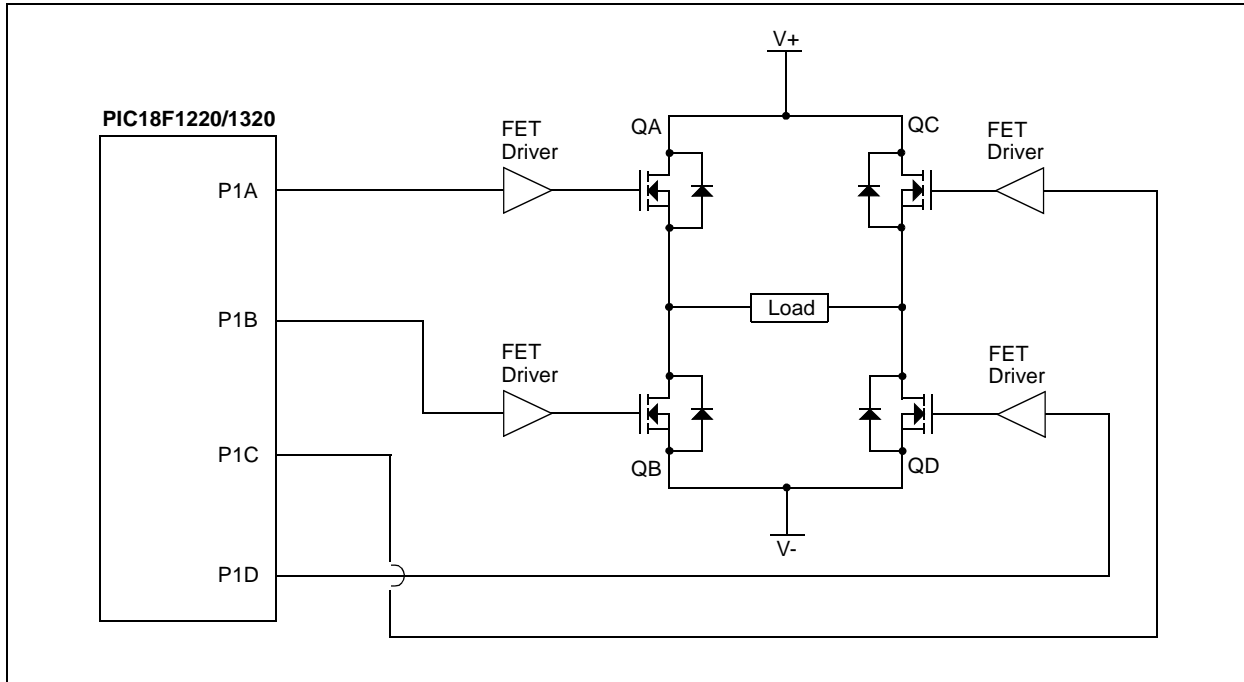 V+
PIC18F1220/1320
FET
Driver
QA
QC
FET
Driver
P1A
P1B
Load
FET
Driver
FET
Driver
P1C
QB
QD
V-
P1D